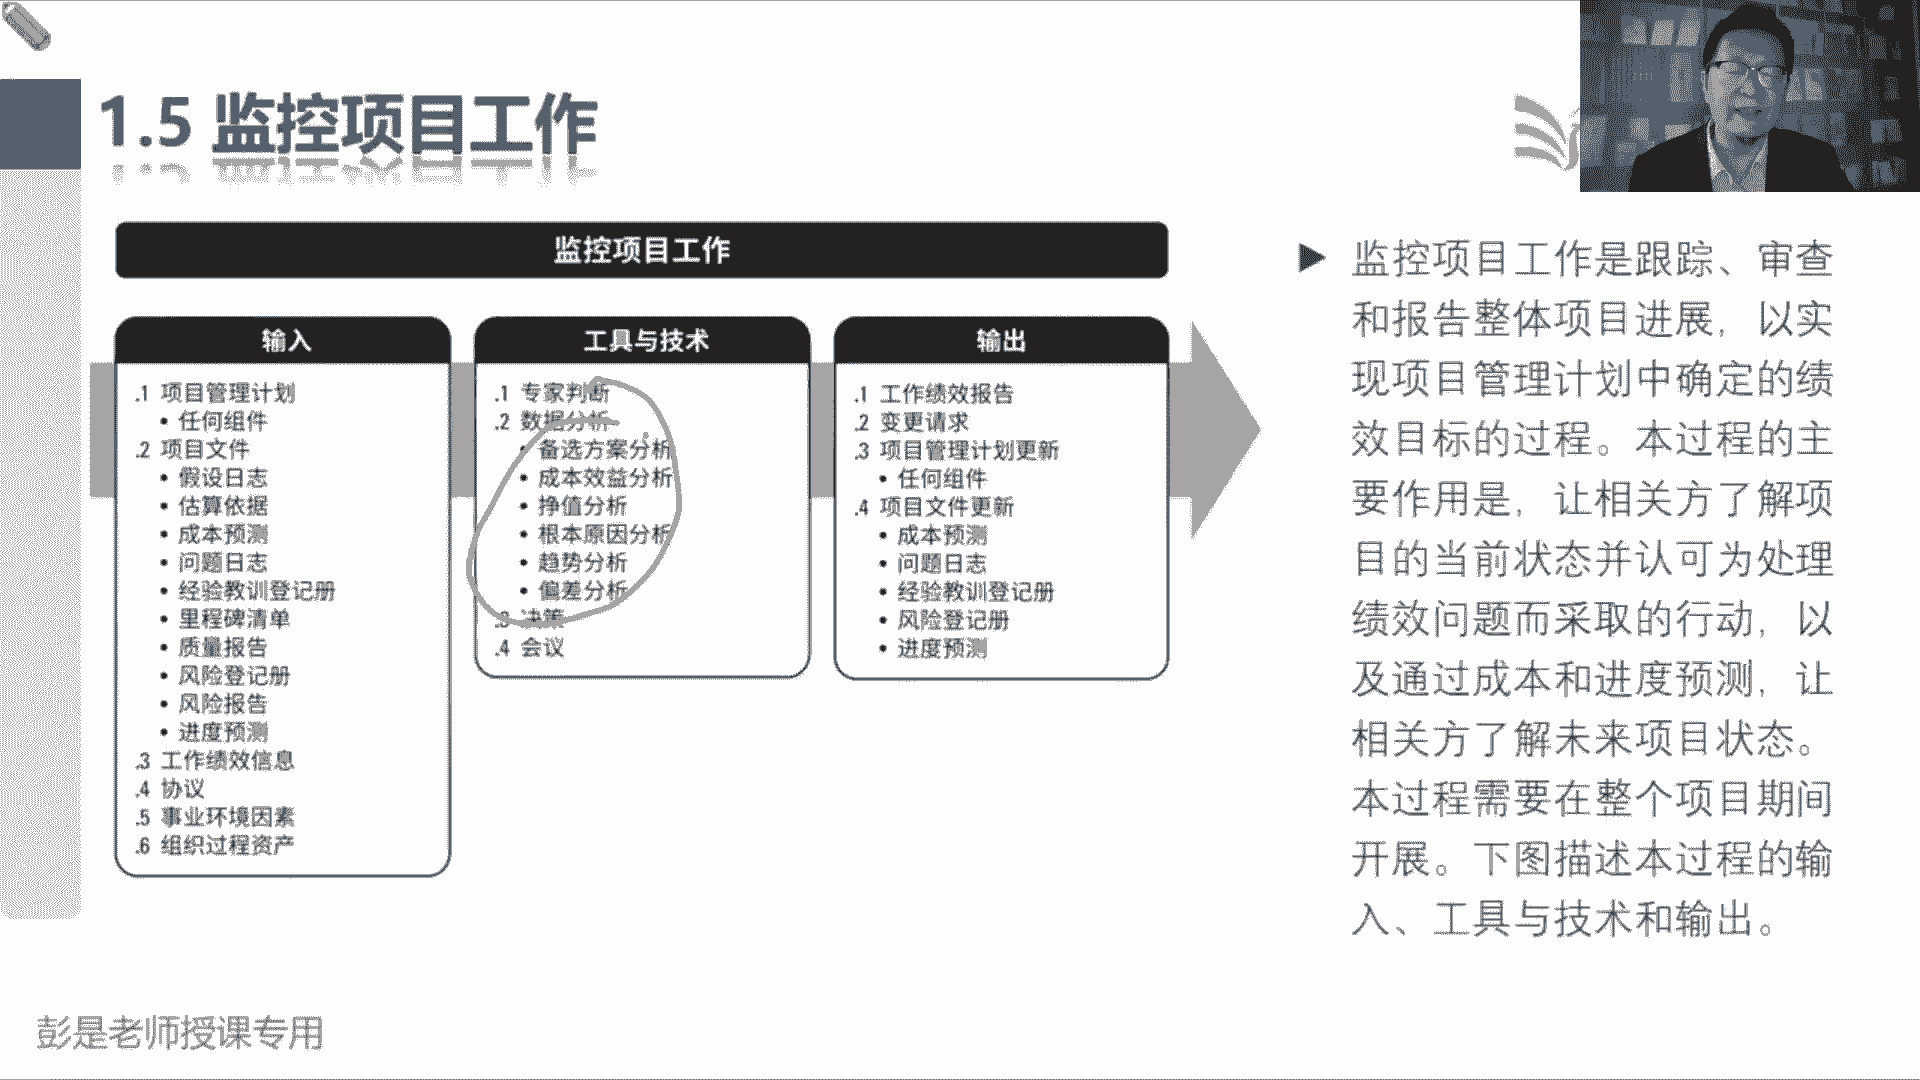 1.5 监控项目工作
监控项目工作
输入
.1 项目管理计划
• 任何组件
.2 项目文件
• 假设日志
• 估算依据
• 成本预测
• 问题日志
• 经验教训登记册
• 里程碑清单
• 质量报告
• 风险登记册
• 风险报告
• 进度预测
.3 工作绩效信息
.4 协议
.5 事业环境因素
.6 组织过程资产
工具与技术
.1 专家判断
.2 数据分析
• 备选方案分析
• 成本效益分析
• 挣值分析
• 根本原因分析
• 趋势分析
• 偏差分析
.3 决策
.4 会议
输出
.1 工作绩效报告
.2 变更请求
.3 项目管理计划更新
• 任何组件
.4 项目文件更新
• 成本预测
• 问题日志
• 经验教训登记册
• 风险登记册
• 进度预测
监控项目工作是跟踪、审查
和报告整体项目进展，以实
现项目管理计划中确定的绩
效目标的过程。本过程的主
要作用是，让相关方了解项
目的当前状态并认可为处理
绩效问题而采取的行动，以
及通过成本和进度预测，让
相关方了解未来项目状态。
本过程需要在整个项目期间
开展。下图描述本过程的输
入、工具与技术和输出。
彭是老师授课专用